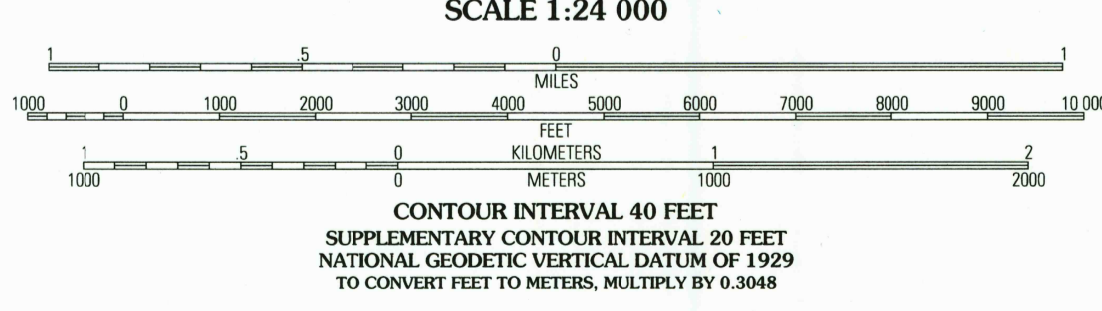 SCALE 1:24 000
1 .5 0 1
MILES
1000 0 1000 2000 3000 4000 5000 6000 7000 8000 9000 10 000
FEET
1 .5 0 KILOMETERS 1 2
1000 0 METERS 1000 2000
CONTOUR INTERVAL 40 FEET
SUPPLEMENTARY CONTOUR INTERVAL 20 FEET
NATIONAL GEODETIC VERTICAL DATUM OF 1929
TO CONVERT FEET TO METERS, MULTIPLY BY 0.3048